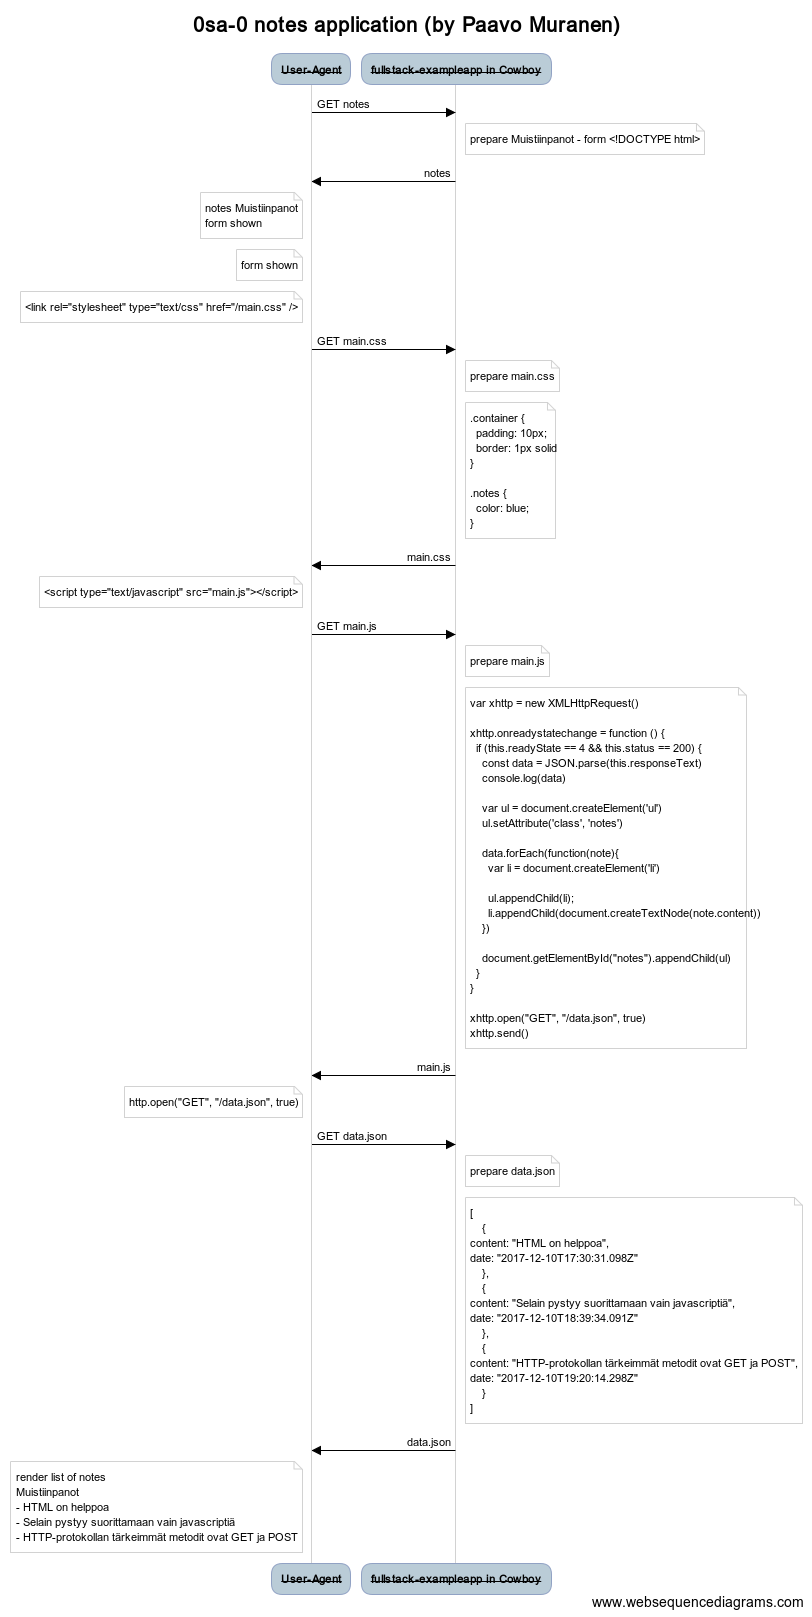 0sa-0 notes application (by Paavo Muranen)
User-Agent
fullstack-exampleapp in Cowboy
GET notes
prepare Muistiinpanot - form <!DOCTYPE html>
notes
notes Muistiinpanot
form shown
form shown
<link rel="stylesheet" type="text/css" href="/main.css" />
GET main.css
prepare main.css
.container {
padding: 10px;
border: 1px solid
}
.notes {
color: blue;
}
main.css
<script type="text/javascript" src="main.js"></script>
GET main.js
prepare main.js
var xhttp = new XMLHttpRequest()
xhttp.onreadystatechange = function () {
if (this.readyState == 4 && this.status == 200) {
const data = JSON.parse(this.responseText)
console.log(data)
var ul = document.createElement('ul')
ul.setAttribute('class', 'notes')
data.forEach(function(note){
var li = document.createElement('li')
ul.appendChild(li);
li.appendChild(document.createTextNode(note.content))
})
document.getElementById("notes").appendChild(ul)
}
}
xhttp.open("GET", "/data.json", true)
xhttp.send()
main.js
http.open("GET", "/data.json", true)
GET data.json
prepare data.json
[
{
content: "HTML on helppoa",
date: "2017-12-10T17:30:31.098Z"
},
{
content: "Selain pystyy suorittamaan vain javascriptiä",
date: "2017-12-10T18:39:34.091Z"
},
{
content: "HTTP-protokollan tärkeimmät metodit ovat GET ja POST",
date: "2017-12-10T19:20:14.298Z"
}
]
data.json
render list of notes
Muistiinpanot
- HTML on helppoa
- Selain pystyy suorittamaan vain javascriptiä
- HTTP-protokollan tärkeimmät metodit ovat GET ja POST
User-Agent
fullstack-exampleapp in Cowboy
www.websequencediagrams.com